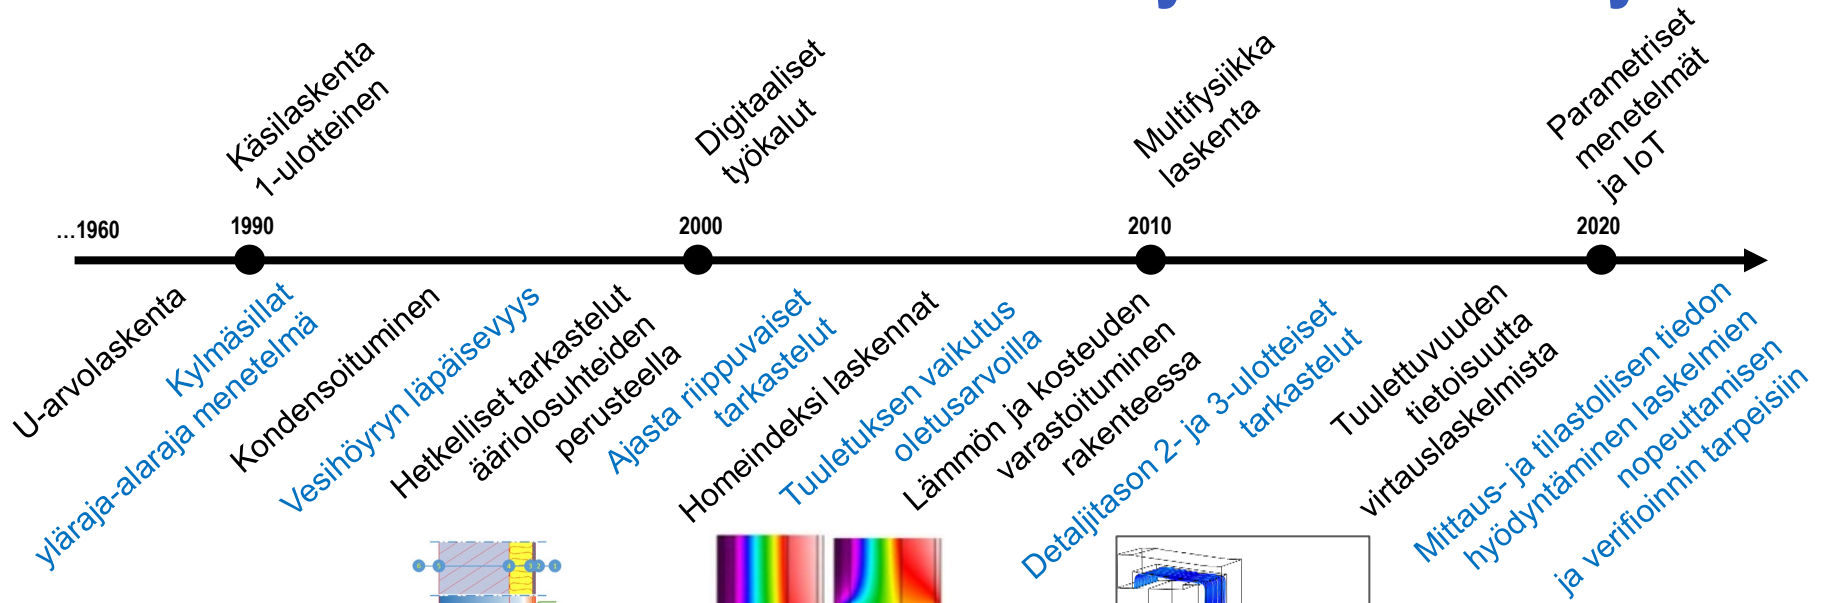 Käsilaskenta
1-ulotteinen
Digitaaliset
työkalut
Multifysiikka
laskenta
Parametriset
menetelmät
ja IoT
...1960
1990
2000
2010
2020
U-arvolaskenta
Kylmäsillat
yläraja-alaraja menetelmä
Kondensoituminen
Vesihöyryn läpäisevyys
Hetkelliset tarkastelut
ääriolosuhteiden
perusteella
Ajasta riippuvaiset
tarkastelut
Homeindeksi laskennat
Tuuletuksen vaikutus
oletusarvoilla
Lämmön ja kosteuden
varastoituminen
rakenteessa
Detaljitason 2- ja 3-ulotteiset
tarkastelut
Tuulettuvuuden
tietoisuutta
virtauslaskelmista
Mittaus- ja tilastollisen tiedon
hyödyntäminen laskelmien
nopeuttamisen
ja verifioinnin tarpeisiin